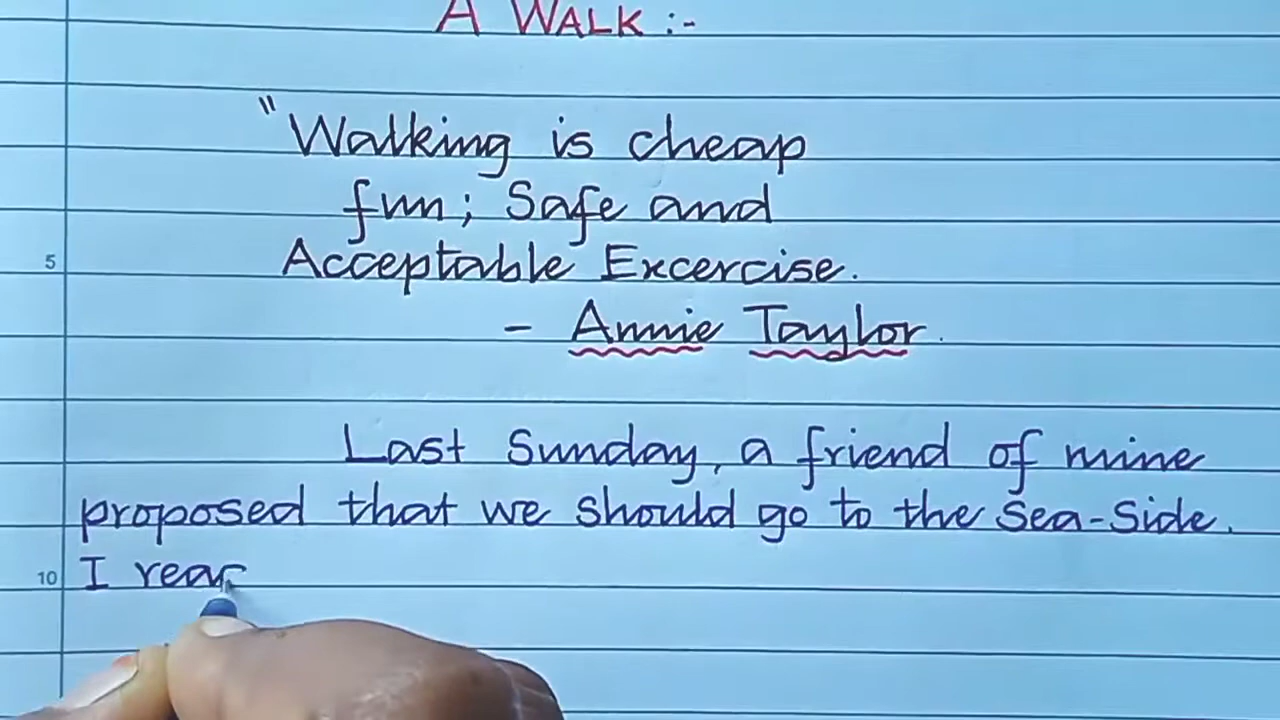 A WALK :-
"Walking is cheap
fun; Safe and
Acceptable Excercise.
- Annie Taylor.
Last Sunday, a friend of mine
proposed that we should go to the Sea-Side.
I rea
5
10